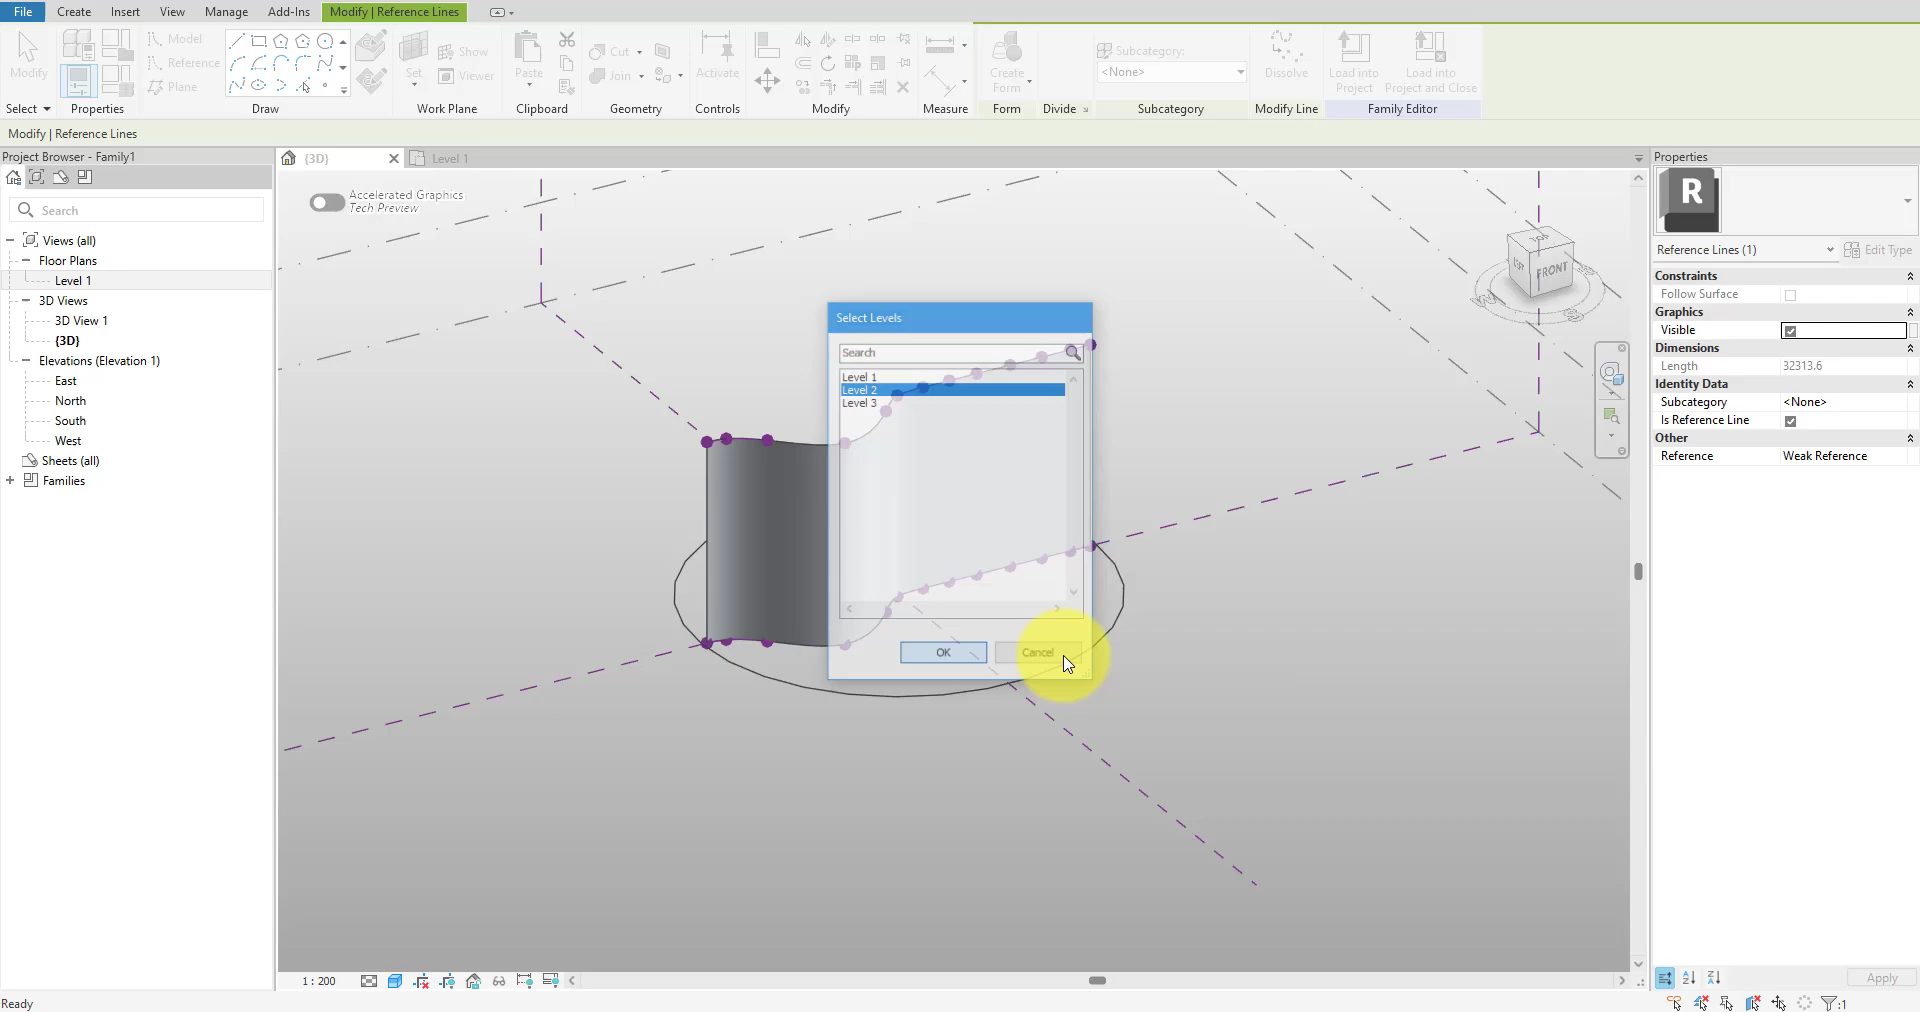 File Create Insert View Manage Add-Ins Modify | Reference Lines
Modify Model Reference Plane Set Show Viewer Paste Cut Join Activate Create Form Subcategory: <None> Dissolve Load into Project Load into Project and Close
Select Properties Draw Work Plane Clipboard Geometry Controls Modify Measure Form Divide Subcategory Modify Line Family Editor
Modify | Reference Lines
Project Browser - Family1
{3D} Level 1
Properties
Search
Accelerated Graphics
Tech Preview
R
Views (all)
Floor Plans
Level 1
3D Views
3D View 1
{3D}
Elevations (Elevation 1)
East
North
South
West
Sheets (all)
Families
TOP
FRONT
W
S
Select Levels
Search
Level 1
Level 2
Level 3
OK Cancel
Reference Lines (1) Edit Type
Constraints
Follow Surface
Graphics
Visible
Dimensions
Length 32313.6
Identity Data
Subcategory <None>
Is Reference Line
Other
Reference Weak Reference
1 : 200
Apply
Ready
:1